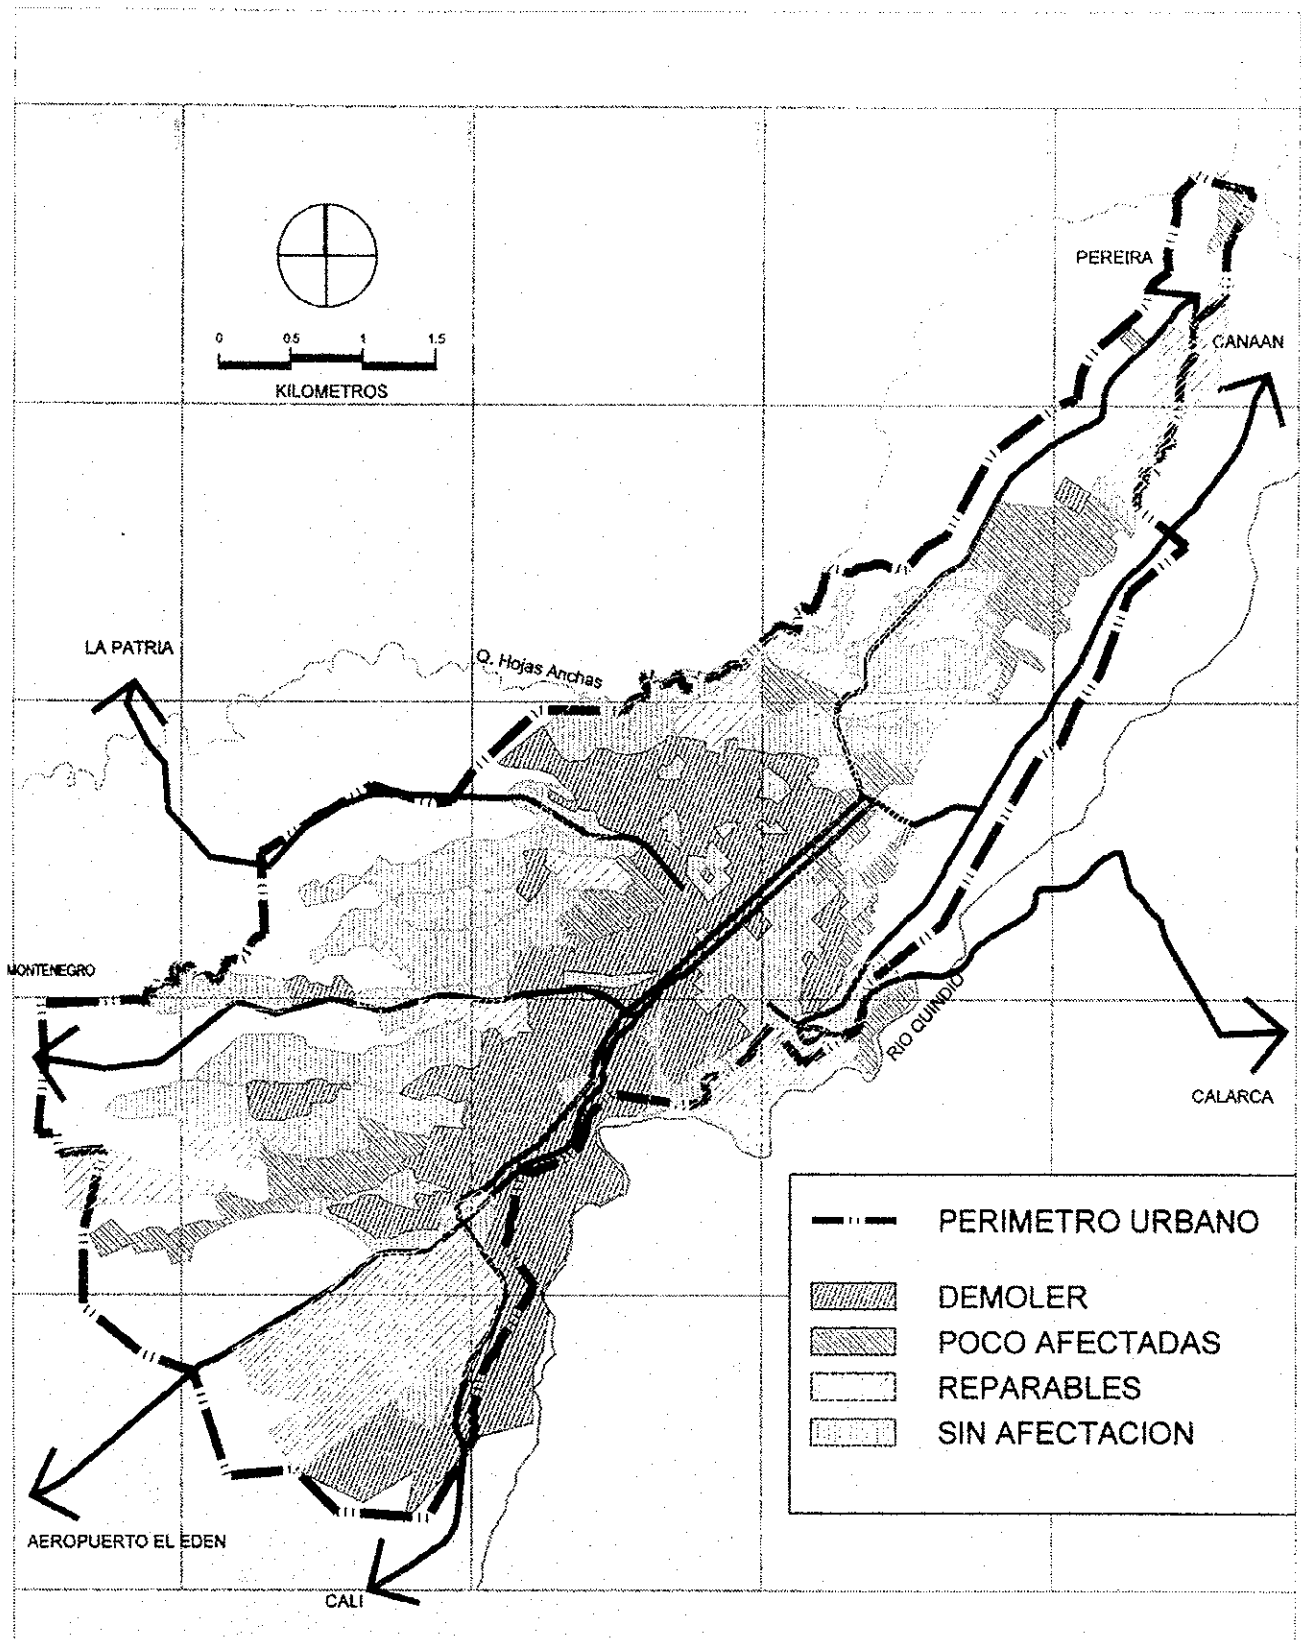 PEREIRA
CANAAN
0 0.5 1 1.5
KILOMETROS
LA PATRIA
Q. Hojas Anchas
MONTENEGRO
RIO QUINDIO
CALARCA
PERIMETRO URBANO
DEMOLER
POCO AFECTADAS
REPARABLES
SIN AFECTACION
AEROPUERTO EL EDEN
CALI